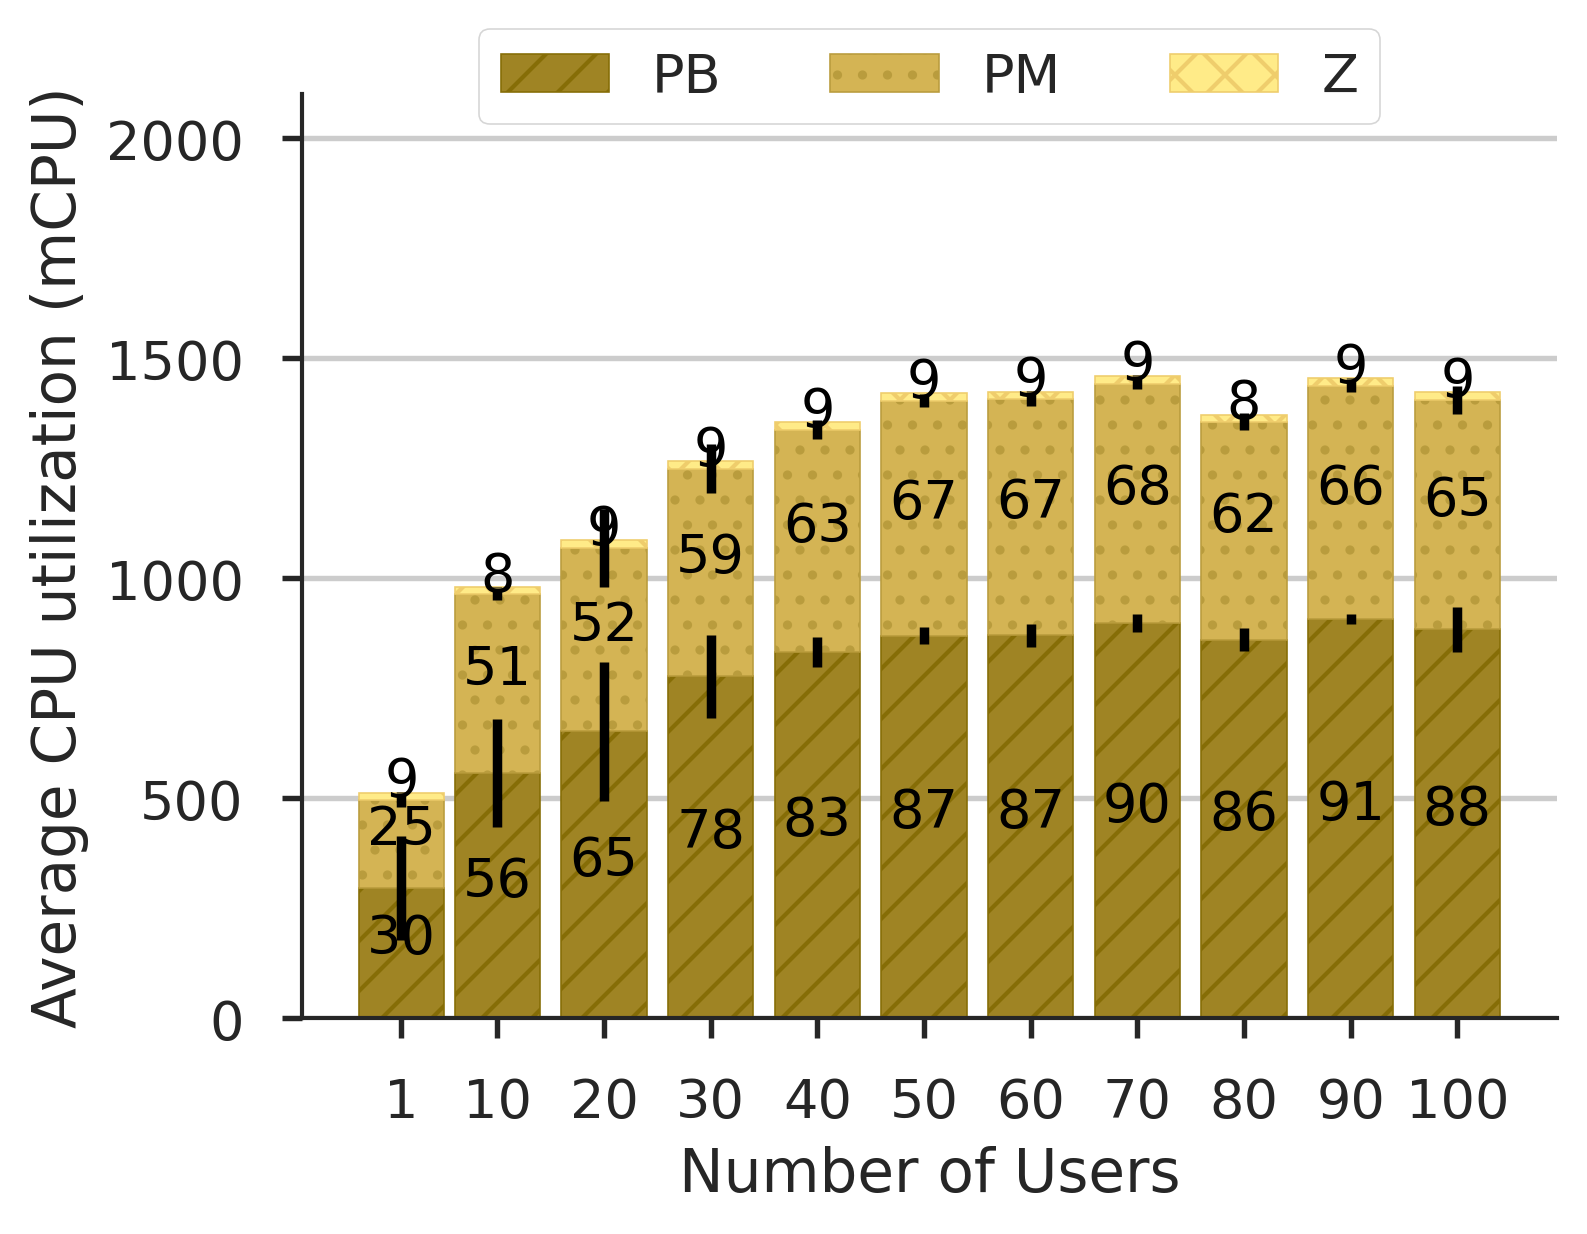 PB PM Z
Average CPU utilization (mCPU)
2000
1500
1000
500
0
9 8 9 9 9 9 9 9 8 9 9
25 51 52 59 63 67 67 68 62 66 65
30 56 65 78 83 87 87 90 86 91 88
1 10 20 30 40 50 60 70 80 90 100
Number of Users